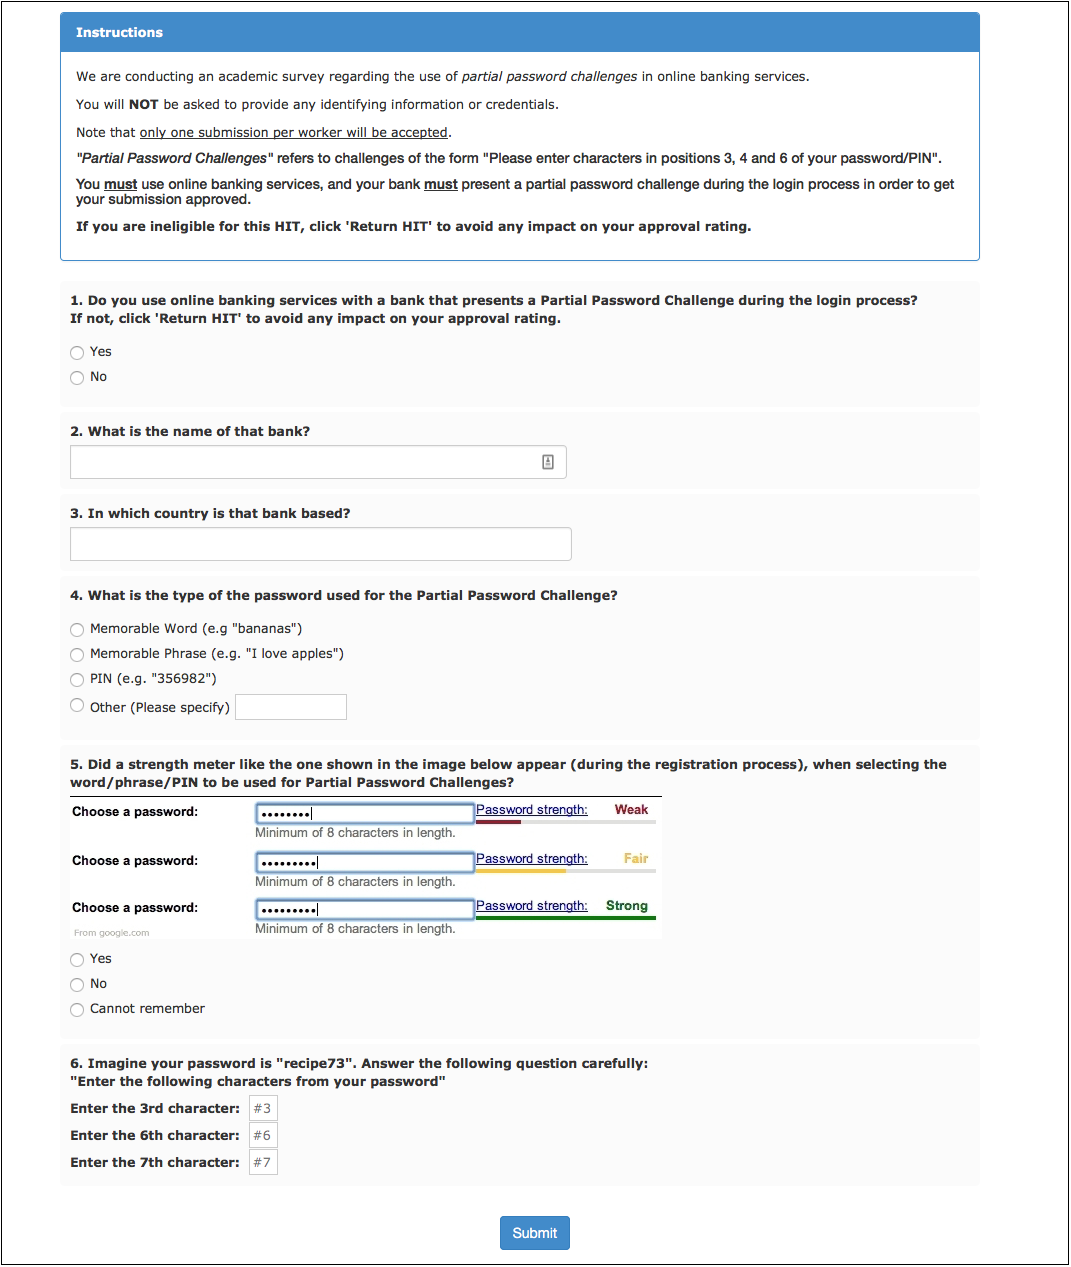 Instructions
We are conducting an academic survey regarding the use of partial password challenges in online banking services.
You will NOT be asked to provide any identifying information or credentials.
Note that only one submission per worker will be accepted.
"Partial Password Challenges" refers to challenges of the form "Please enter characters in positions 3, 4 and 6 of your password/PIN".
You must use online banking services, and your bank must present a partial password challenge during the login process in order to get
your submission approved.
If you are ineligible for this HIT, click 'Return HIT' to avoid any impact on your approval rating.
1. Do you use online banking services with a bank that presents a Partial Password Challenge during the login process?
If not, click 'Return HIT' to avoid any impact on your approval rating.
Yes
No
2. What is the name of that bank?
3. In which country is that bank based?
4. What is the type of the password used for the Partial Password Challenge?
Memorable Word (e.g "bananas")
Memorable Phrase (e.g. "I love apples")
PIN (e.g. "356982")
Other (Please specify)
5. Did a strength meter like the one shown in the image below appear (during the registration process), when selecting the
word/phrase/PIN to be used for Partial Password Challenges?
Choose a password: Password strength: Weak
Minimum of 8 characters in length.
Choose a password: Password strength: Fair
Minimum of 8 characters in length.
Choose a password: Password strength: Strong
From google.com Minimum of 8 characters in length.
Yes
No
Cannot remember
6. Imagine your password is "recipe73". Answer the following question carefully:
"Enter the following characters from your password"
Enter the 3rd character: #3
Enter the 6th character: #6
Enter the 7th character: #7
Submit